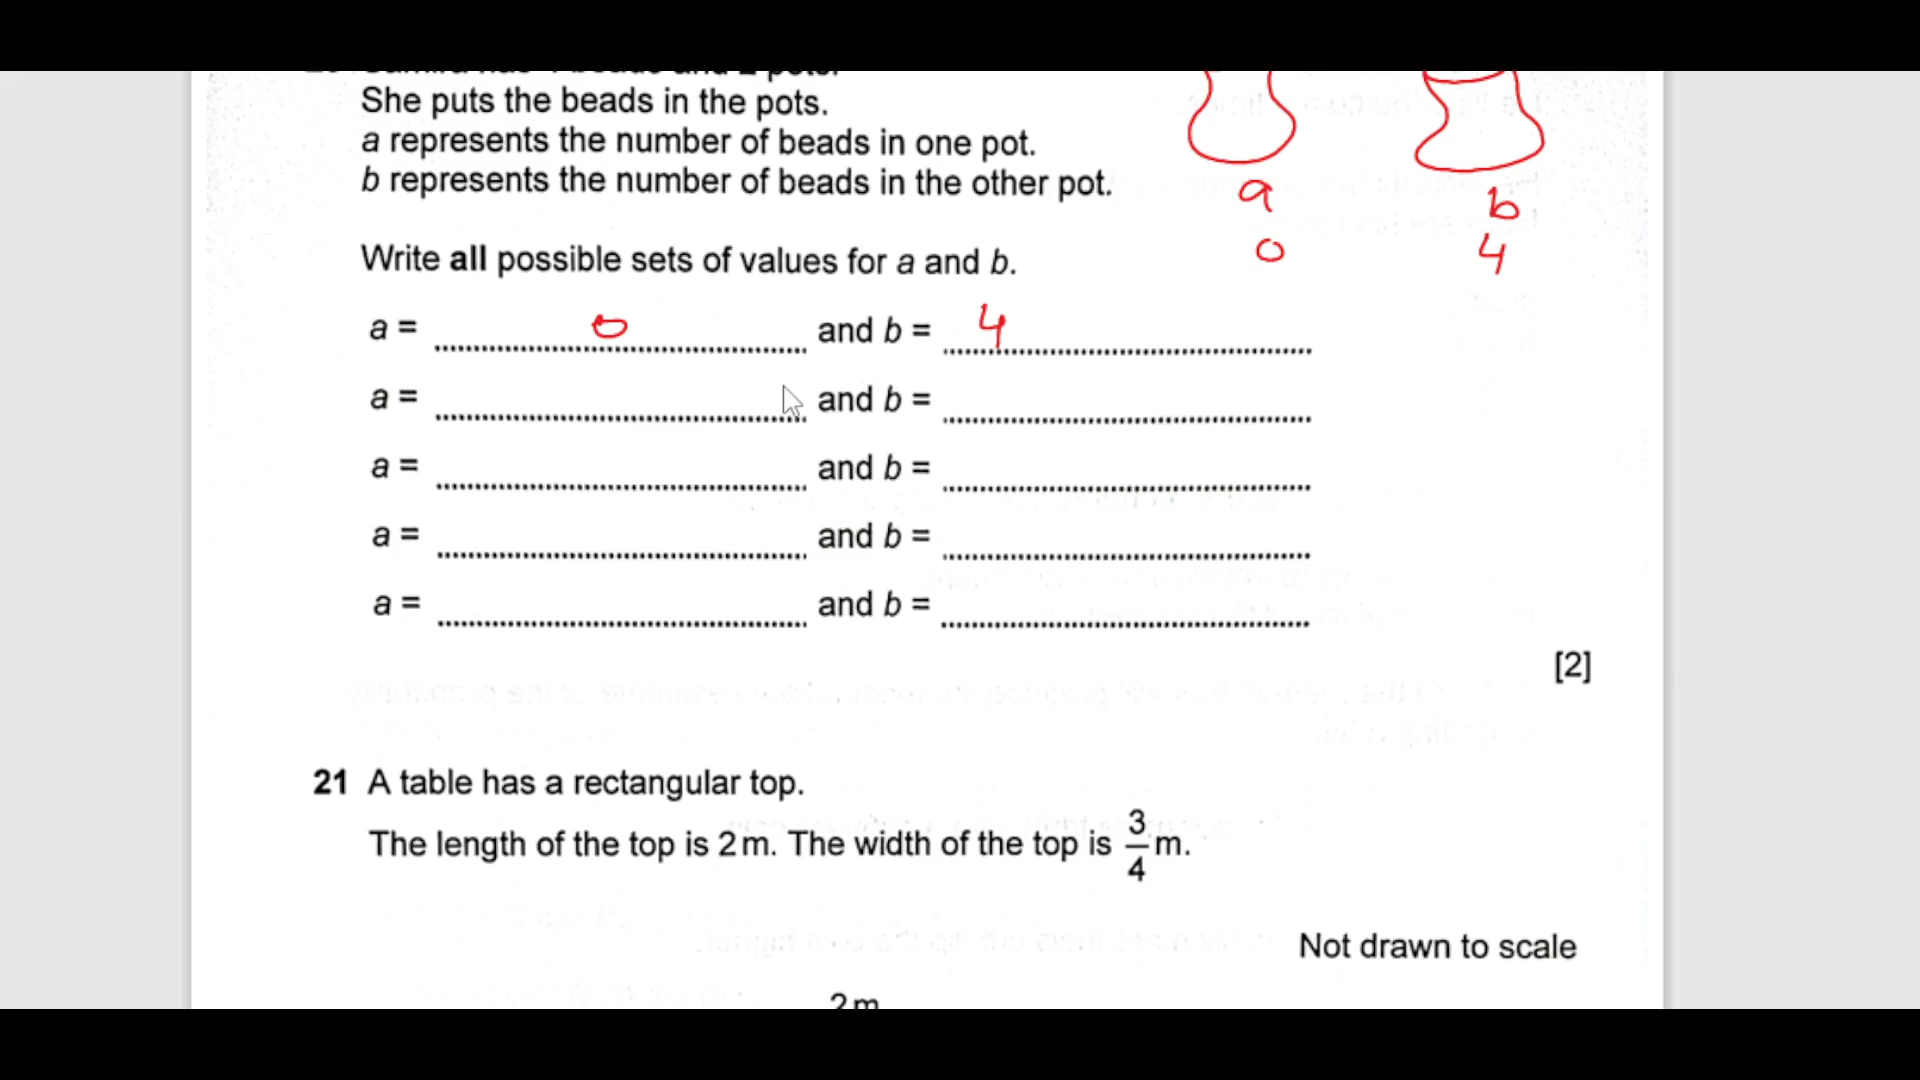 She puts the beads in the pots.
a represents the number of beads in one pot.
b represents the number of beads in the other pot.
a b
0 4
Write all possible sets of values for a and b.
a = 0 and b = 4
a = and b =
a = and b =
a = and b =
a = and b =
[2]
21 A table has a rectangular top.
The length of the top is 2 m. The width of the top is 3/4 m.
Not drawn to scale
2 m